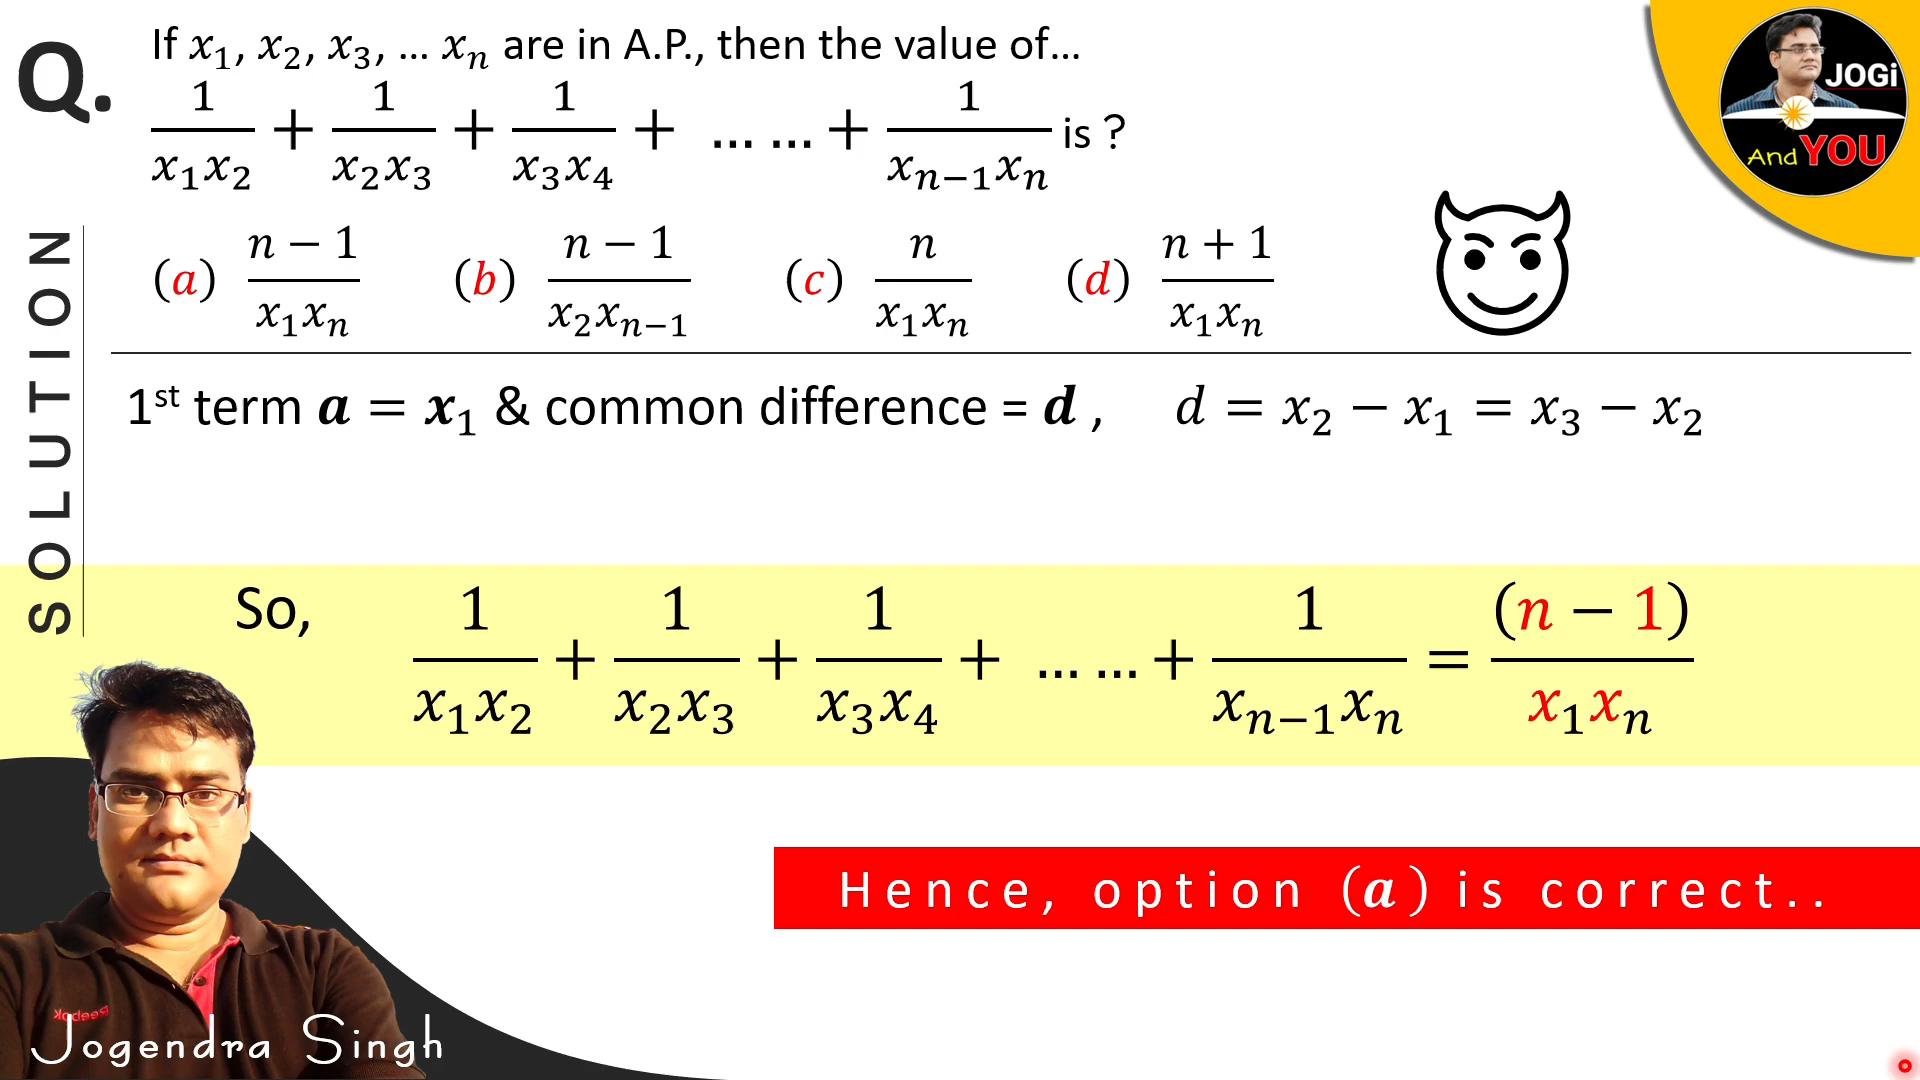 Q.
If x₁, x₂, x₃, ... xₙ are in A.P., then the value of...
1/(x₁x₂) + 1/(x₂x₃) + 1/(x₃x₄) + ... ... + 1/(xₙ₋₁xₙ) is ?
(a) (n − 1)/(x₁xₙ) (b) (n − 1)/(x₂xₙ₋₁) (c) n/(x₁xₙ) (d) (n + 1)/(x₁xₙ)
JOGi
And YOU
SOLUTION
1ˢᵗ term a = x₁ & common difference = d , d = x₂ − x₁ = x₃ − x₂
So, 1/(x₁x₂) + 1/(x₂x₃) + 1/(x₃x₄) + ... ... + 1/(xₙ₋₁xₙ) = (n − 1)/(x₁xₙ)
Hence, option (a) is correct..
Reebok
Jogendra Singh